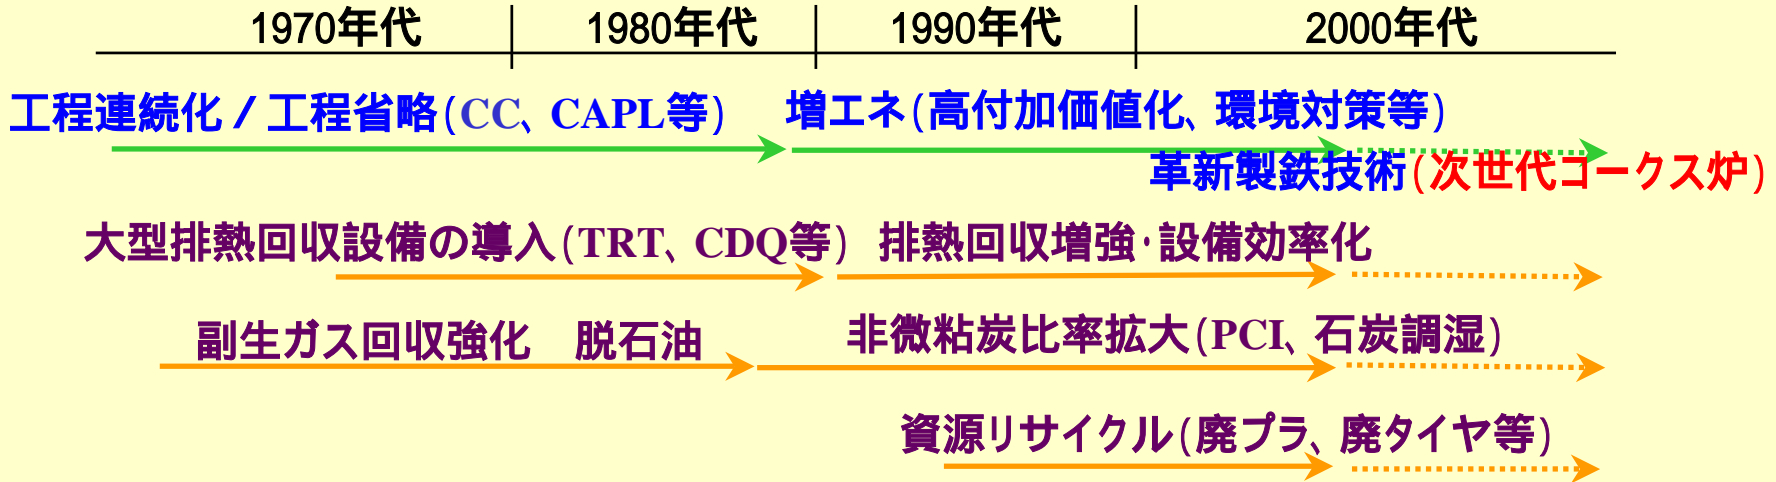 1970年代 1980年代 1990年代 2000年代
工程連続化/工程省略(CC、CAPL等) 増エネ(高付加価値化、環境対策等)
革新製鉄技術(次世代コークス炉)
大型排熱回収設備の導入(TRT、CDQ等) 排熱回収増強・設備効率化
副生ガス回収強化 脱石油 非微粘炭比率拡大(PCI、石炭調湿)
資源リサイクル(廃プラ、廃タイヤ等)